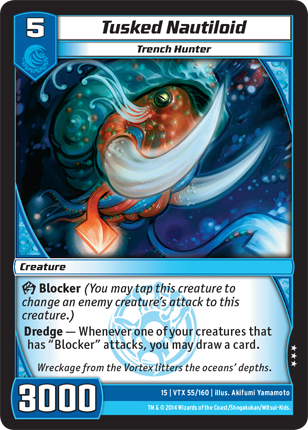 5
Tusked Nautiloid
Trench Hunter
Creature
Blocker (You may tap this creature to
change an enemy creature's attack to this
creature.)
Dredge — Whenever one of your creatures that
has "Blocker" attacks, you may draw a card.
Wreckage from the Vortex litters the oceans' depths.
3000
15 | VTX 55/160 | illus. Akifumi Yamamoto
TM & © 2014 Wizards of the Coast/Shogakukan/Mitsui-Kids.